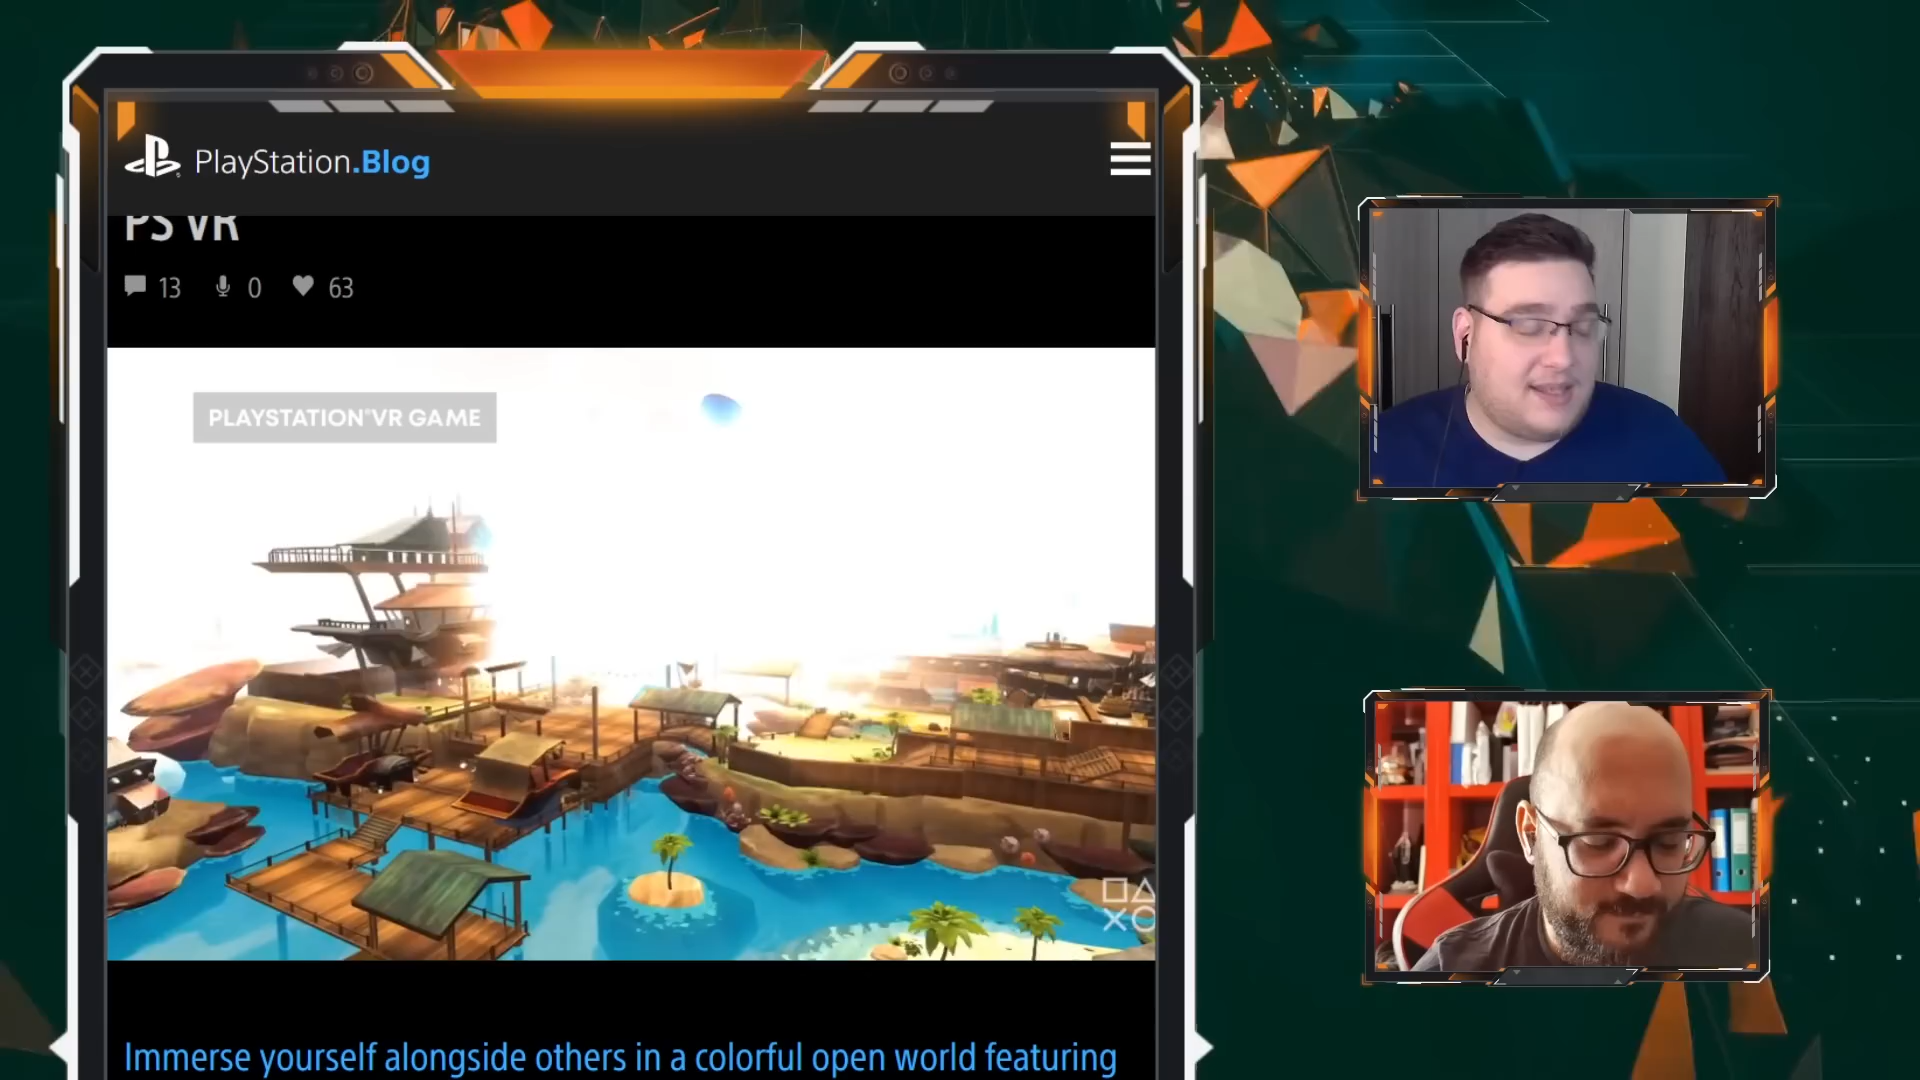 PlayStation.Blog
PS VR
13 0 63
PLAYSTATION®VR GAME
Immerse yourself alongside others in a colorful open world featuring